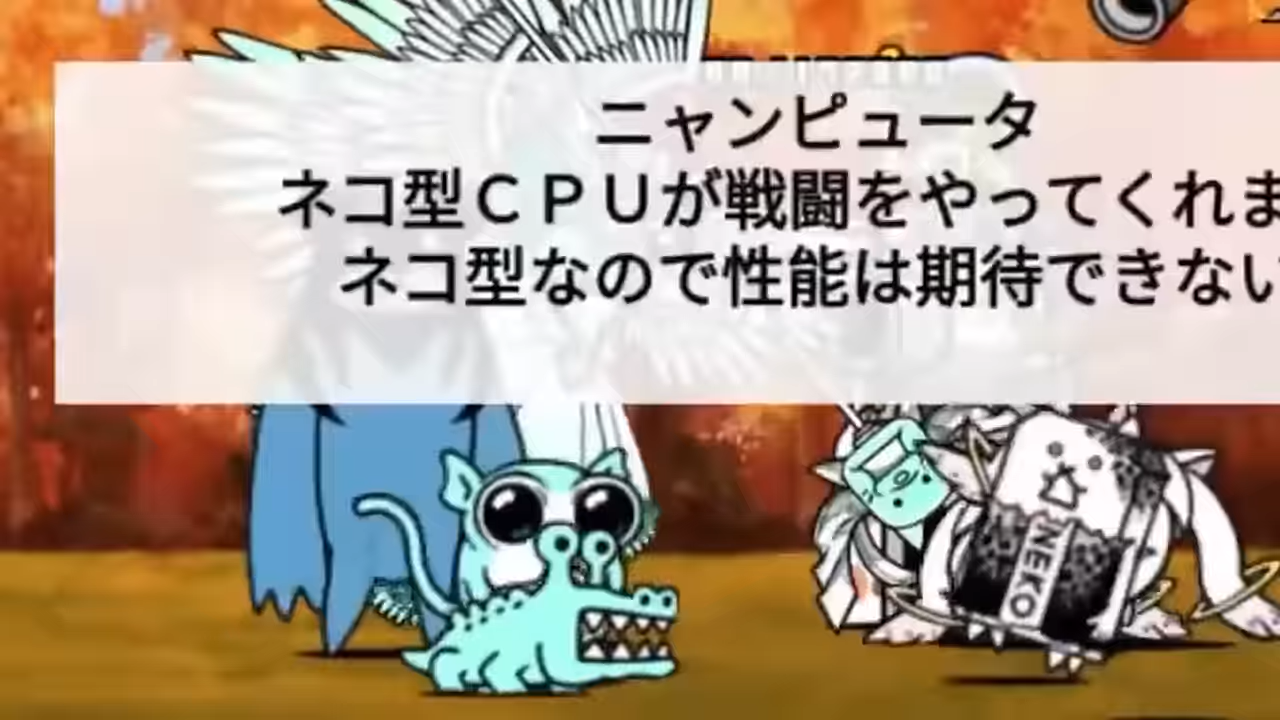 ニャンピュータ
ネコ型ＣＰＵが戦闘をやってくれま
ネコ型なので性能は期待できない
NEKO